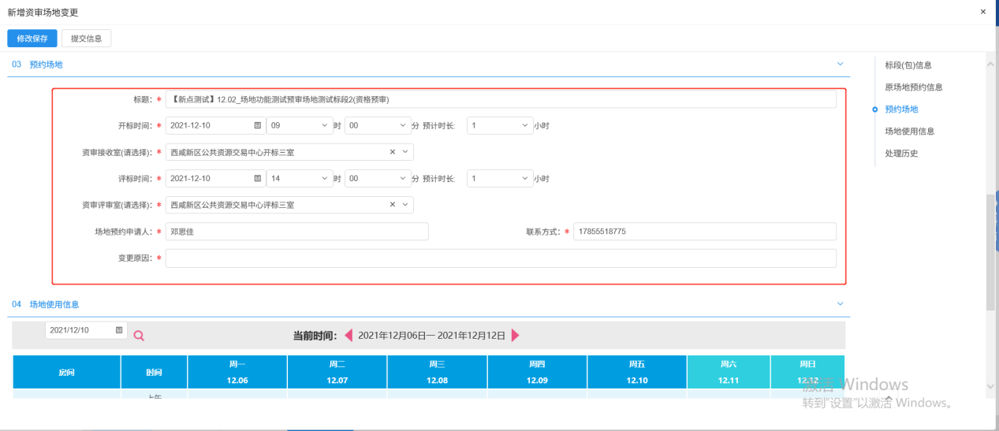 新增资审场地变更 ×
修改保存 提交信息
03 预约场地
标题: * 【新点测试】12.02_场地功能测试预审场地测试标段2(资格预审)
开标时间: * 2021-12-10 09 时 00 分 预计时长: 1 小时
资审接收室(请选择): * 西咸新区公共资源交易中心开标三室
评标时间: * 2021-12-10 14 时 00 分 预计时长: 1 小时
资审评审室(请选择): * 西咸新区公共资源交易中心评标三室
场地预约申请人: * 邓思佳 联系方式: * 17855518775
变更原因: *
标段(包)信息
原场地预约信息
预约场地
场地使用信息
处理历史
04 场地使用信息
2021/12/10 当前时间: 2021年12月06日— 2021年12月12日
房间 时间 周一 周二 周三 周四 周五 周六 周日
12.06 12.07 12.08 12.09 12.10 12.11 12.12
上午
激活 Windows
转到"设置"以激活 Windows。